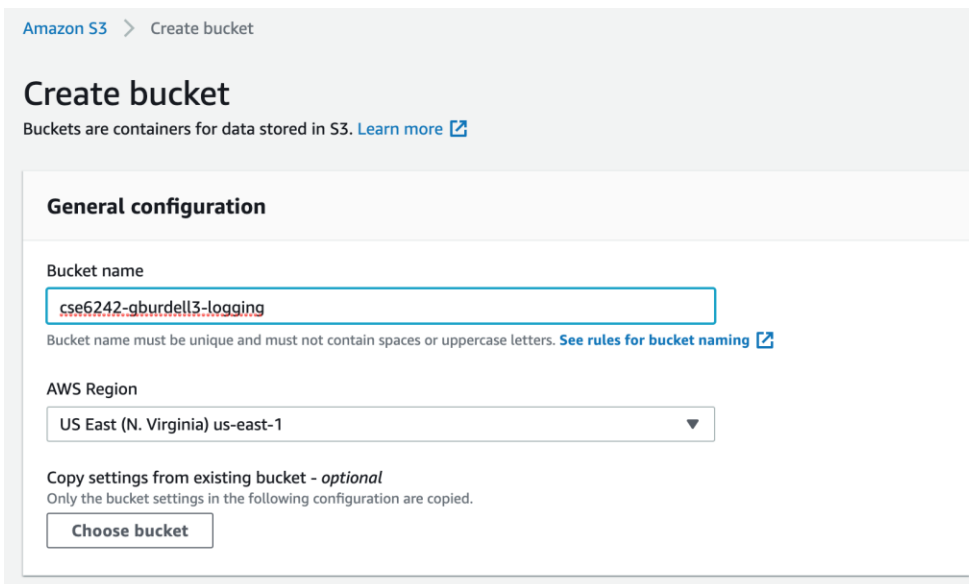 Amazon S3 > Create bucket
Create bucket
Buckets are containers for data stored in S3. Learn more
General configuration
Bucket name
cse6242-gburdell3-logging
Bucket name must be unique and must not contain spaces or uppercase letters. See rules for bucket naming
AWS Region
US East (N. Virginia) us-east-1
Copy settings from existing bucket - optional
Only the bucket settings in the following configuration are copied.
Choose bucket